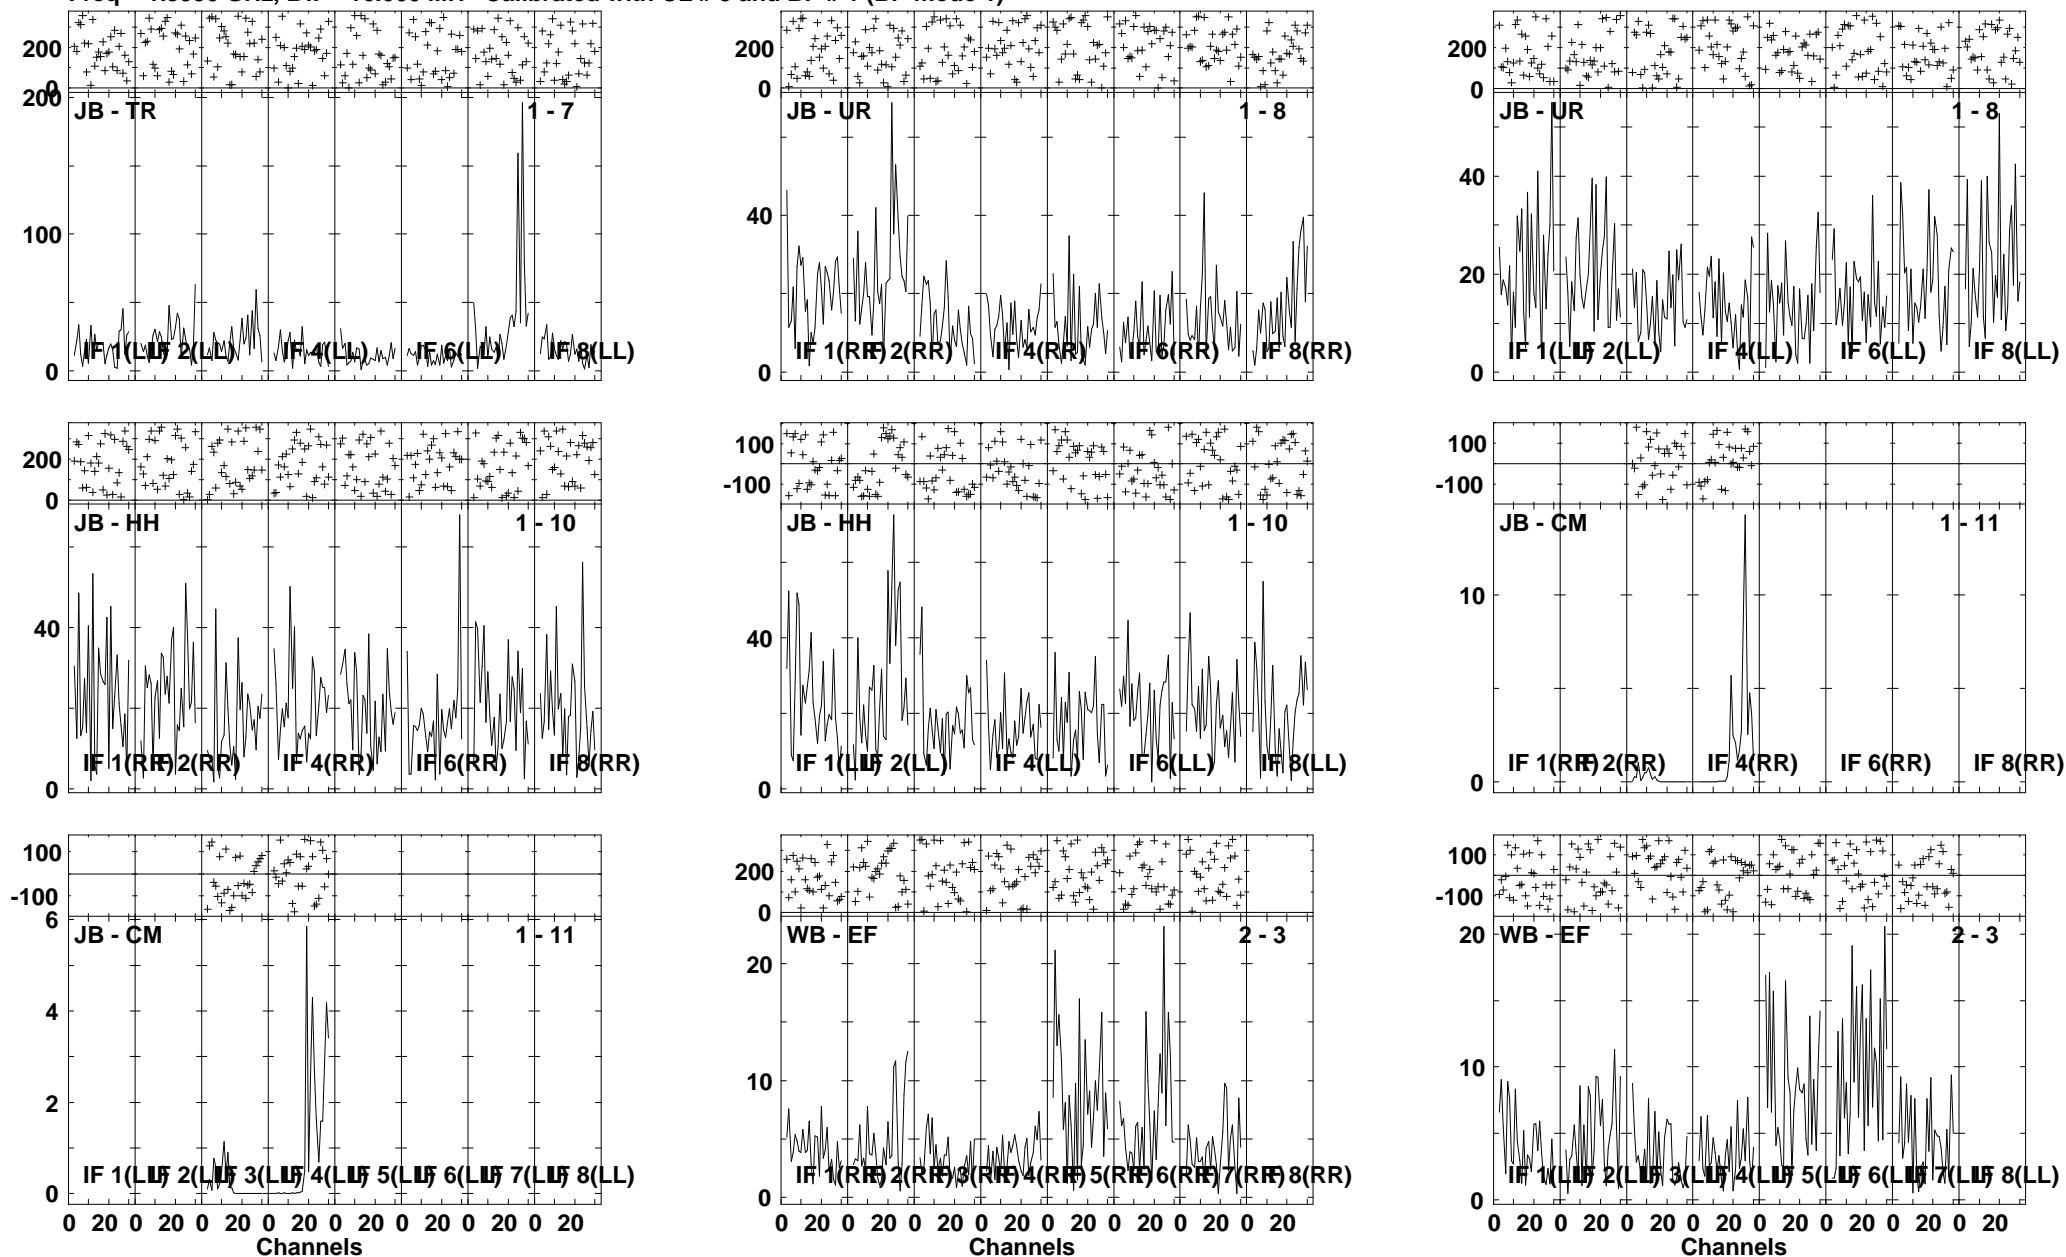 200
0
200
0
200
0
200
100
0
JB - TR
1 - 7
IF 1(LL)
IF 2(LL)
IF 4(LL)
IF 6(LL)
IF 8(LL)
40
0
JB - UR
1 - 8
IF 1(RR)
IF 2(RR)
IF 4(RR)
IF 6(RR)
IF 8(RR)
40
20
0
JB - UR
1 - 8
IF 1(LL)
IF 2(LL)
IF 4(LL)
IF 6(LL)
IF 8(LL)
200
0
100
-100
100
-100
40
0
JB - HH
1 - 10
IF 1(RR)
IF 2(RR)
IF 4(RR)
IF 6(RR)
IF 8(RR)
40
0
JB - HH
1 - 10
IF 1(LL)
IF 2(LL)
IF 4(LL)
IF 6(LL)
IF 8(LL)
10
0
JB - CM
1 - 11
IF 1(RR)
IF 2(RR)
IF 4(RR)
IF 6(RR)
IF 8(RR)
100
-100
200
0
100
-100
6
4
2
0
JB - CM
1 - 11
IF 1(LL)
IF 2(LL)
IF 3(LL)
IF 4(LL)
IF 5(LL)
IF 6(LL)
IF 7(LL)
IF 8(LL)
0 20 0 20 0 20 0 20 0 20 0 20 0 20 0 20
Channels
20
10
0
WB - EF
2 - 3
IF 1(RR)
IF 2(RR)
IF 3(RR)
IF 4(RR)
IF 5(RR)
IF 6(RR)
IF 7(RR)
IF 8(RR)
0 20 0 20 0 20 0 20 0 20 0 20 0 20 0 20
Channels
20
10
0
WB - EF
2 - 3
IF 1(LL)
IF 2(LL)
IF 3(LL)
IF 4(LL)
IF 5(LL)
IF 6(LL)
IF 7(LL)
IF 8(LL)
0 20 0 20 0 20 0 20 0 20 0 20 0 20 0 20
Channels